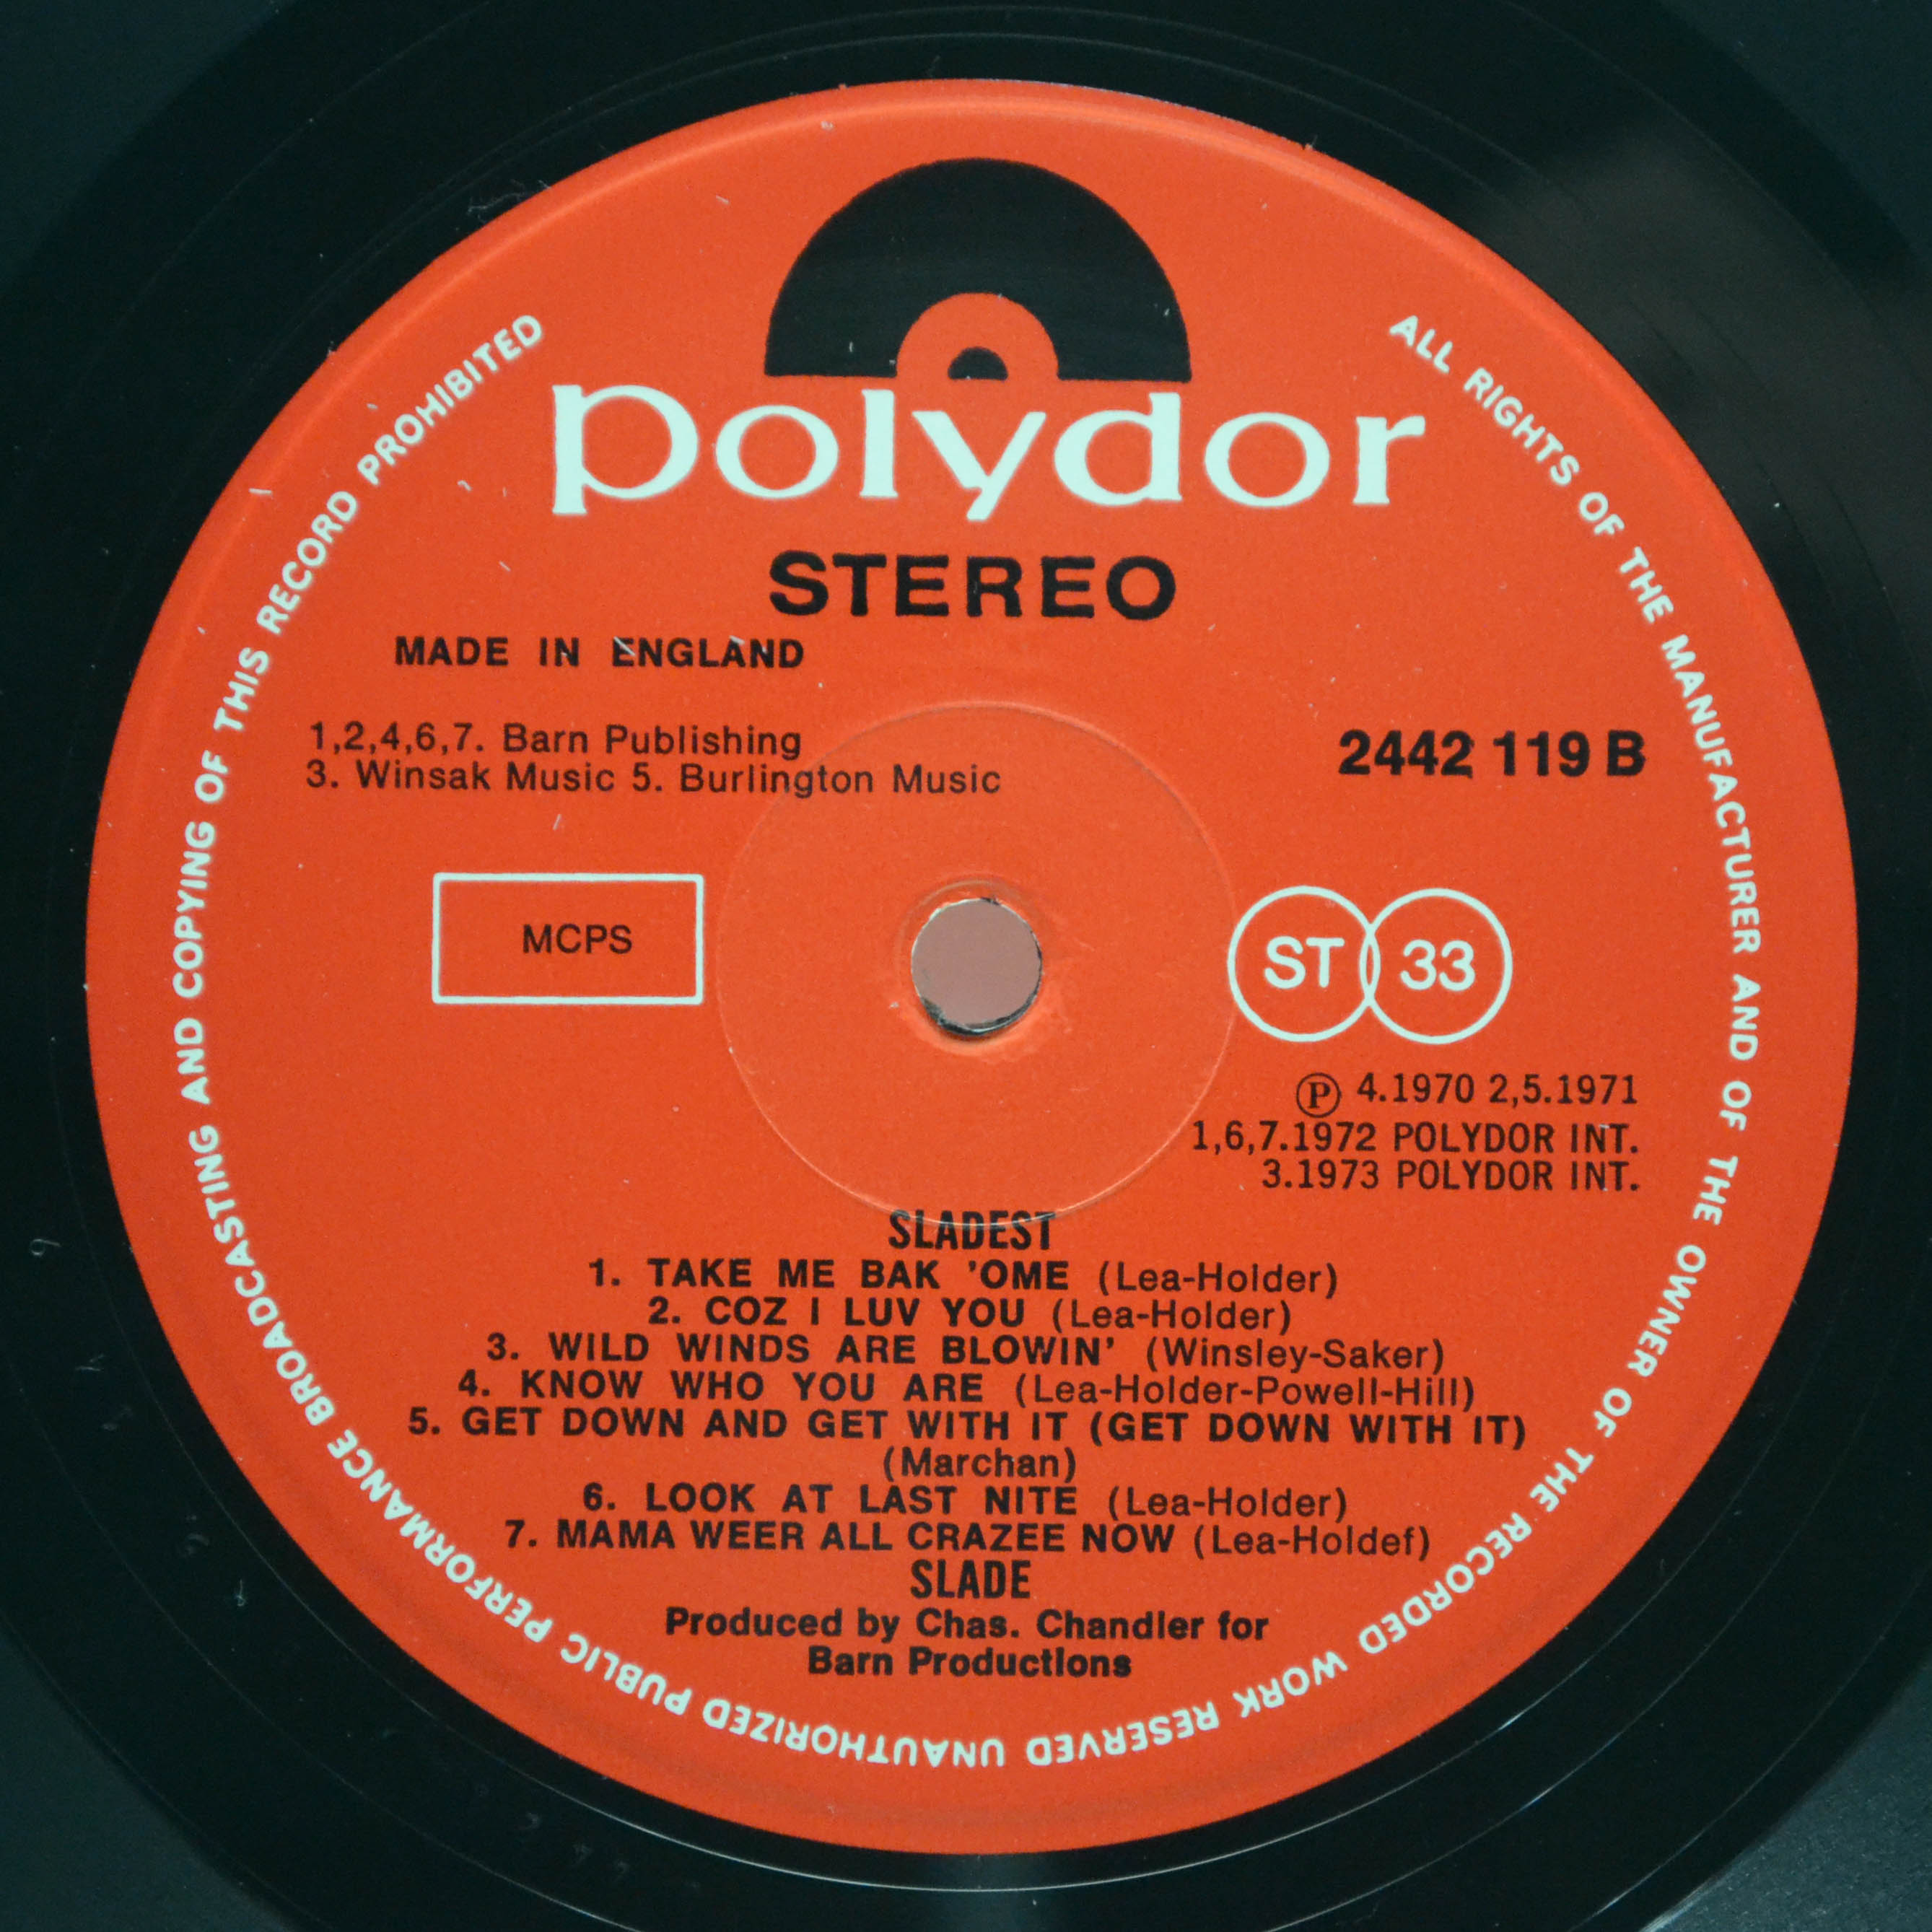 polydor
STEREO
MADE IN ENGLAND
1,2,4,6,7. Barn Publishing
3. Winsak Music 5. Burlington Music
2442 119 B
MCPS
ST 33
Ⓟ 4.1970 2,5.1971
1,6,7.1972 POLYDOR INT.
3.1973 POLYDOR INT.
SLADEST
1. TAKE ME BAK 'OME (Lea-Holder)
2. COZ I LUV YOU (Lea-Holder)
3. WILD WINDS ARE BLOWIN' (Winsley-Saker)
4. KNOW WHO YOU ARE (Lea-Holder-Powell-Hill)
5. GET DOWN AND GET WITH IT (GET DOWN WITH IT)
(Marchan)
6. LOOK AT LAST NITE (Lea-Holder)
7. MAMA WEER ALL CRAZEE NOW (Lea-Holdef)
SLADE
Produced by Chas. Chandler for
Barn Productions
ALL RIGHTS OF THE MANUFACTURER AND OF THE OWNER OF THE RECORDED WORK RESERVED UNAUTHORIZED PUBLIC PERFORMANCE BROADCASTING AND COPYING OF THIS RECORD PROHIBITED